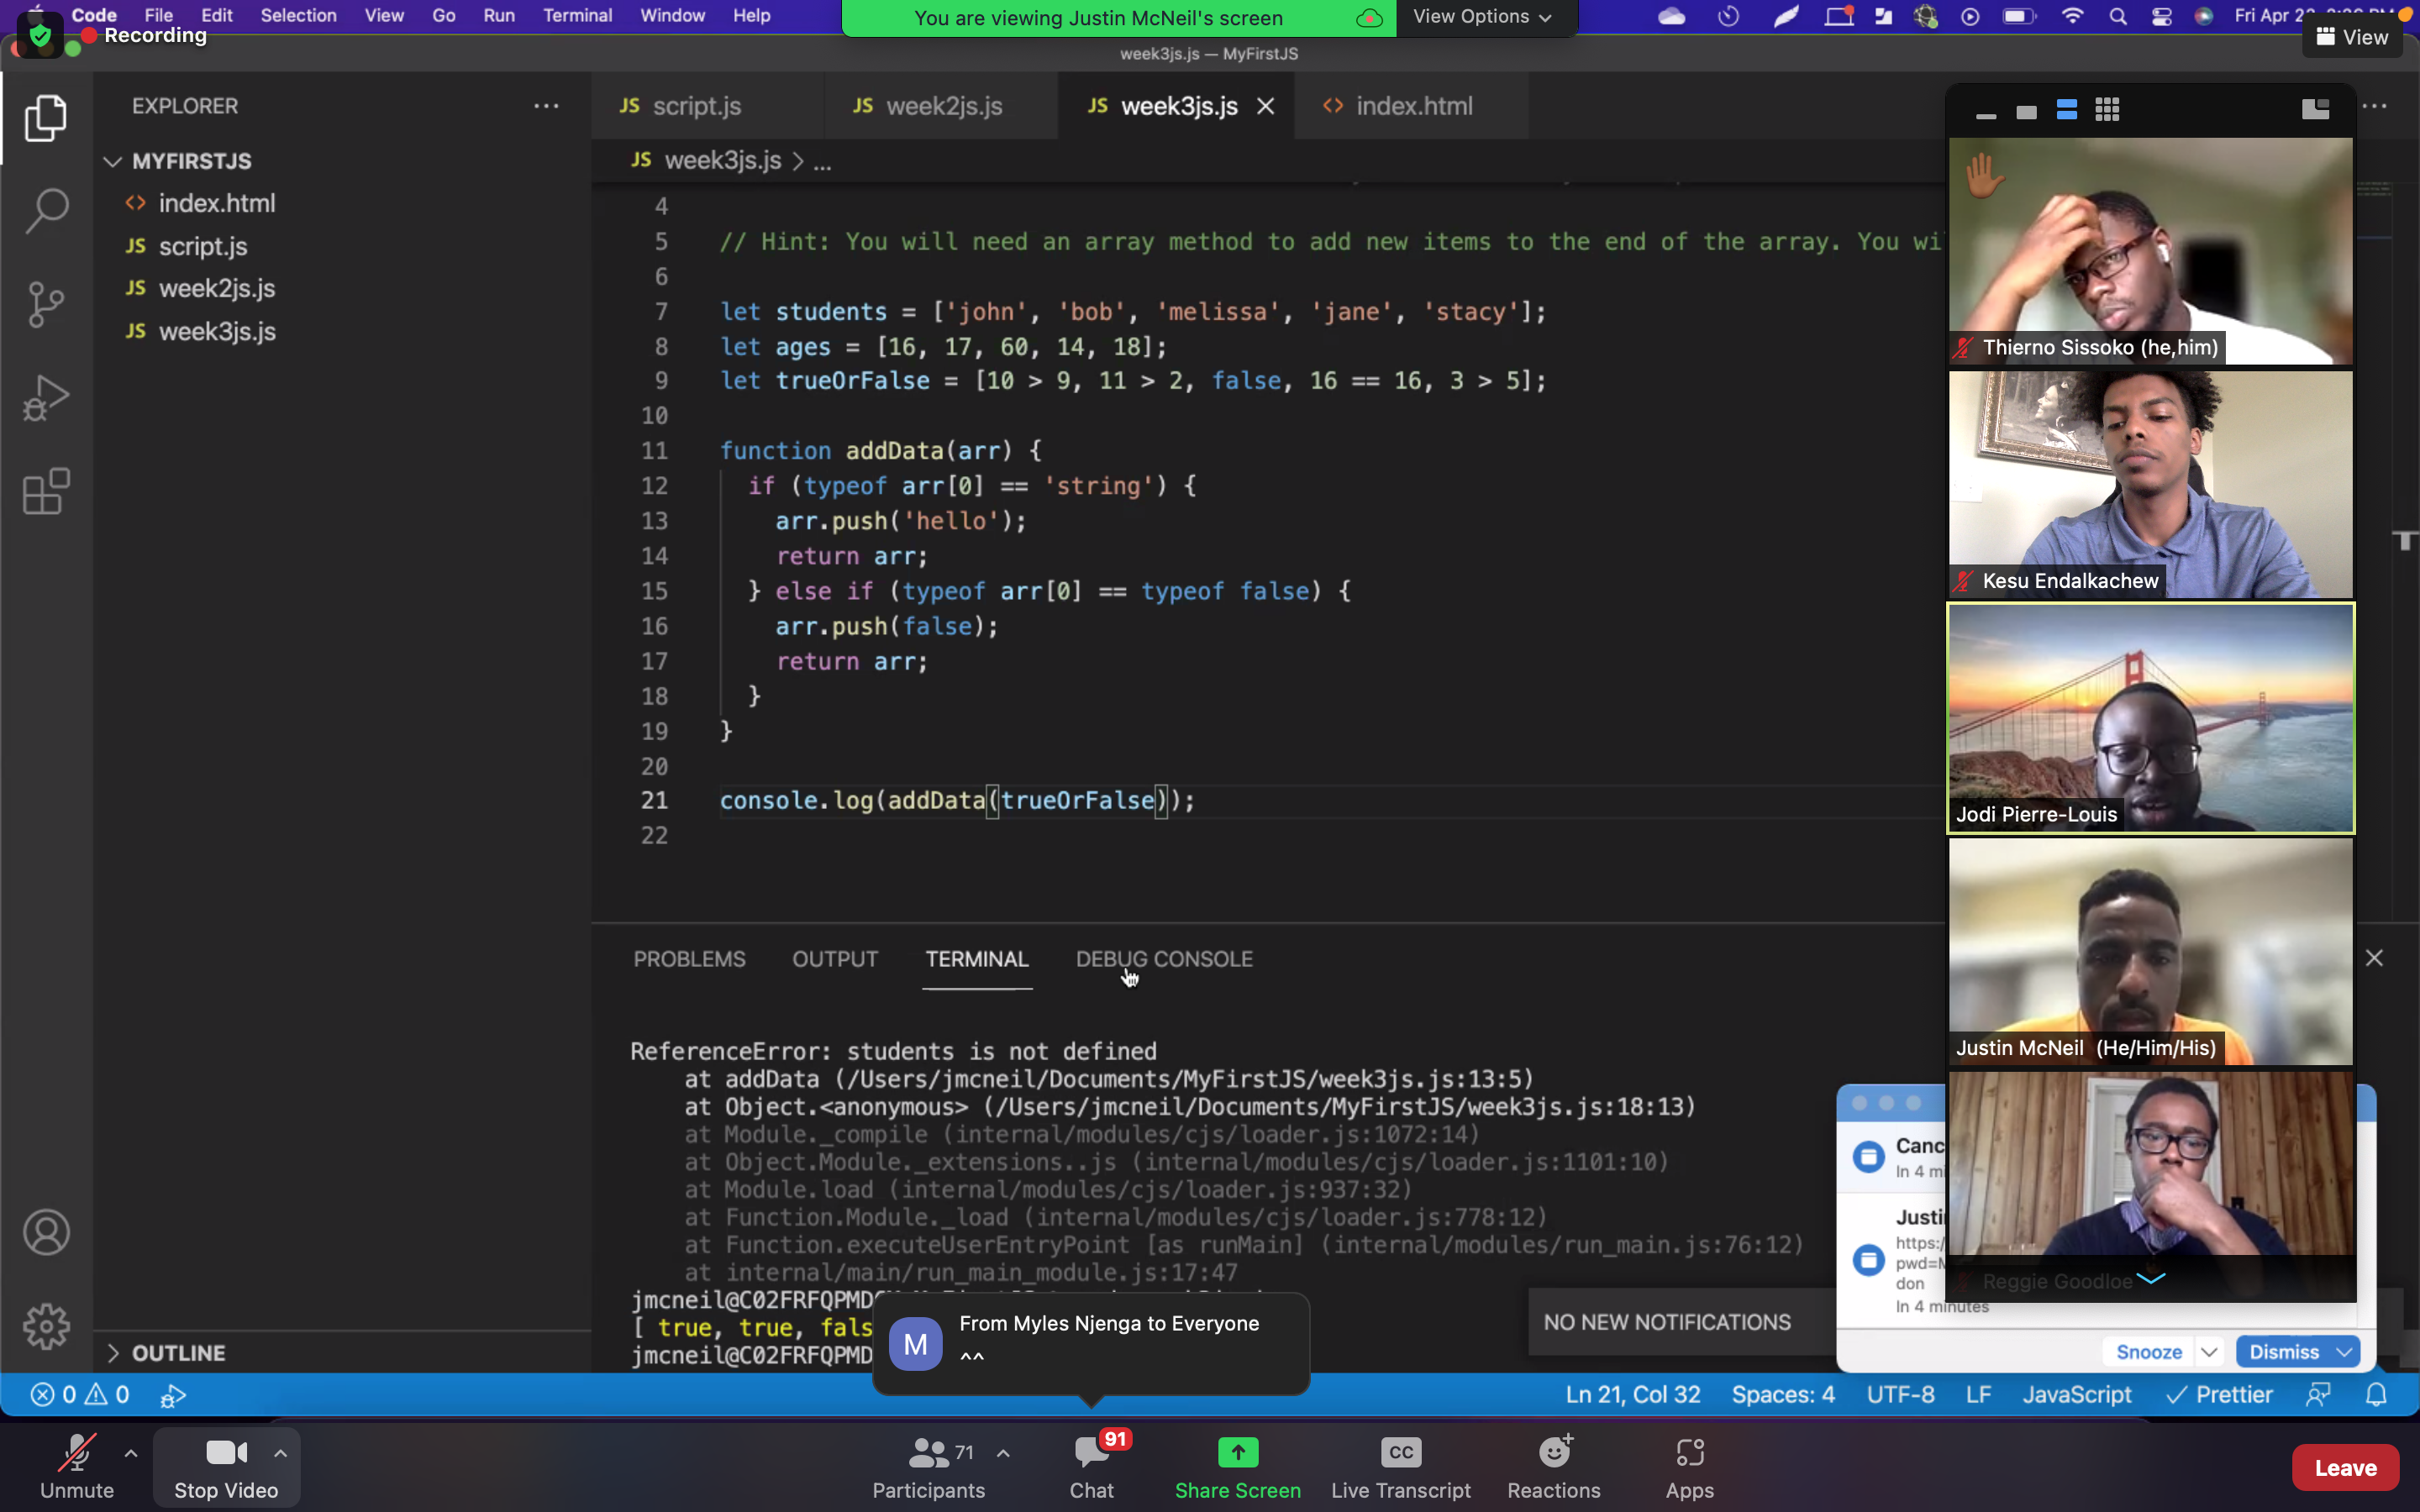 Code File Edit Selection View Go Run Terminal Window Help
You are viewing Justin McNeil's screen
View Options
Fri Apr
Recording
week3js.js — MyFirstJS
View
EXPLORER
JS script.js
JS week2js.js
JS week3js.js
<> index.html
MYFIRSTJS
JS week3js.js > ...
<> index.html
JS script.js
JS week2js.js
JS week3js.js
4
5 // Hint: You will need an array method to add new items to the end of the array. You wi
6
7 let students = ['john', 'bob', 'melissa', 'jane', 'stacy'];
8 let ages = [16, 17, 60, 14, 18];
9 let trueOrFalse = [10 > 9, 11 > 2, false, 16 == 16, 3 > 5];
10
11 function addData(arr) {
12 if (typeof arr[0] == 'string') {
13 arr.push('hello');
14 return arr;
15 } else if (typeof arr[0] == typeof false) {
16 arr.push(false);
17 return arr;
18 }
19 }
20
21 console.log(addData(trueOrFalse));
22
Thierno Sissoko (he,him)
Kesu Endalkachew
Jodi Pierre-Louis
Justin McNeil (He/Him/His)
Reggie Goodloe
PROBLEMS OUTPUT TERMINAL DEBUG CONSOLE
ReferenceError: students is not defined
at addData (/Users/jmcneil/Documents/MyFirstJS/week3js.js:13:5)
at Object.<anonymous> (/Users/jmcneil/Documents/MyFirstJS/week3js.js:18:13)
at Module._compile (internal/modules/cjs/loader.js:1072:14)
at Object.Module._extensions..js (internal/modules/cjs/loader.js:1101:10)
at Module.load (internal/modules/cjs/loader.js:937:32)
at Function.Module._load (internal/modules/cjs/loader.js:778:12)
at Function.executeUserEntryPoint [as runMain] (internal/modules/run_main.js:76:12)
at internal/main/run_main_module.js:17:47
jmcneil@C02FRFQPMD
[ true, true, fals
jmcneil@C02FRFQPMD
M
From Myles Njenga to Everyone
^^
Canc
In 4 mi
Justi
https:/
pwd=M
don
In 4 minutes
NO NEW NOTIFICATIONS
Snooze
Dismiss
OUTLINE
0 0
Ln 21, Col 32 Spaces: 4 UTF-8 LF JavaScript Prettier
Unmute
Stop Video
71
Participants
91
Chat
Share Screen
CC
Live Transcript
Reactions
Apps
Leave